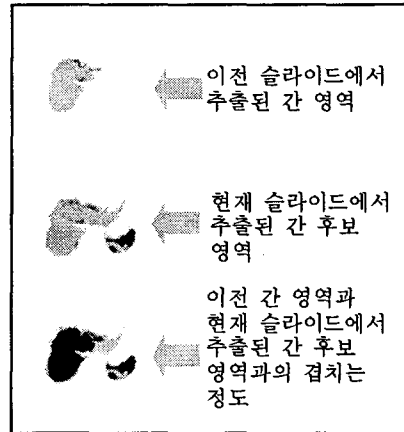 이전 슬라이드에서
추출된 간 영역
현재 슬라이드에서
추출된 간 후보
영역
이전 간 영역과
현재 슬라이드에서
추출된 간 후보
영역과의 겹치는
정도